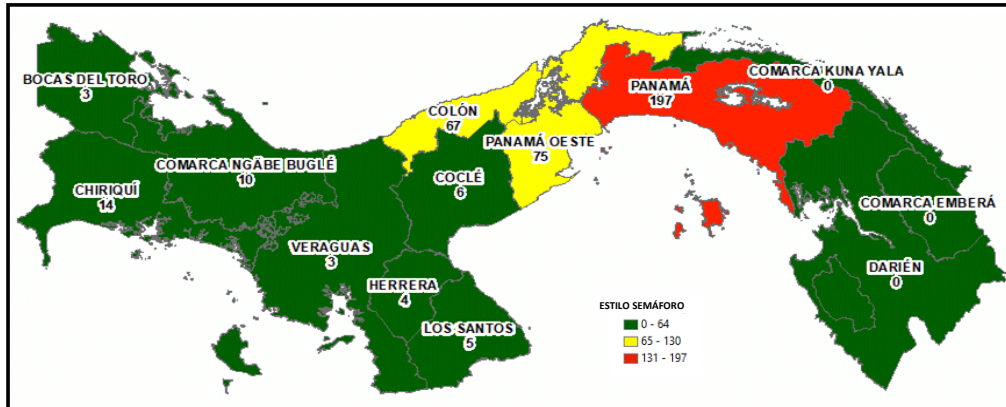 BOCAS DEL TORO
3
COMARCA KUNA YALA
0
PANAMÁ
197
COLÓN
67
PANAMÁ OESTE
75
COMARCA NGÄBE BUGLÉ
10
COCLÉ
6
CHIRIQUÍ
14
COMARCA EMBERÁ
0
VERAGUAS
3
DARIÉN
0
HERRERA
4
LOS SANTOS
5
ESTILO SEMÁFORO
0 - 64
65 - 130
131 - 197